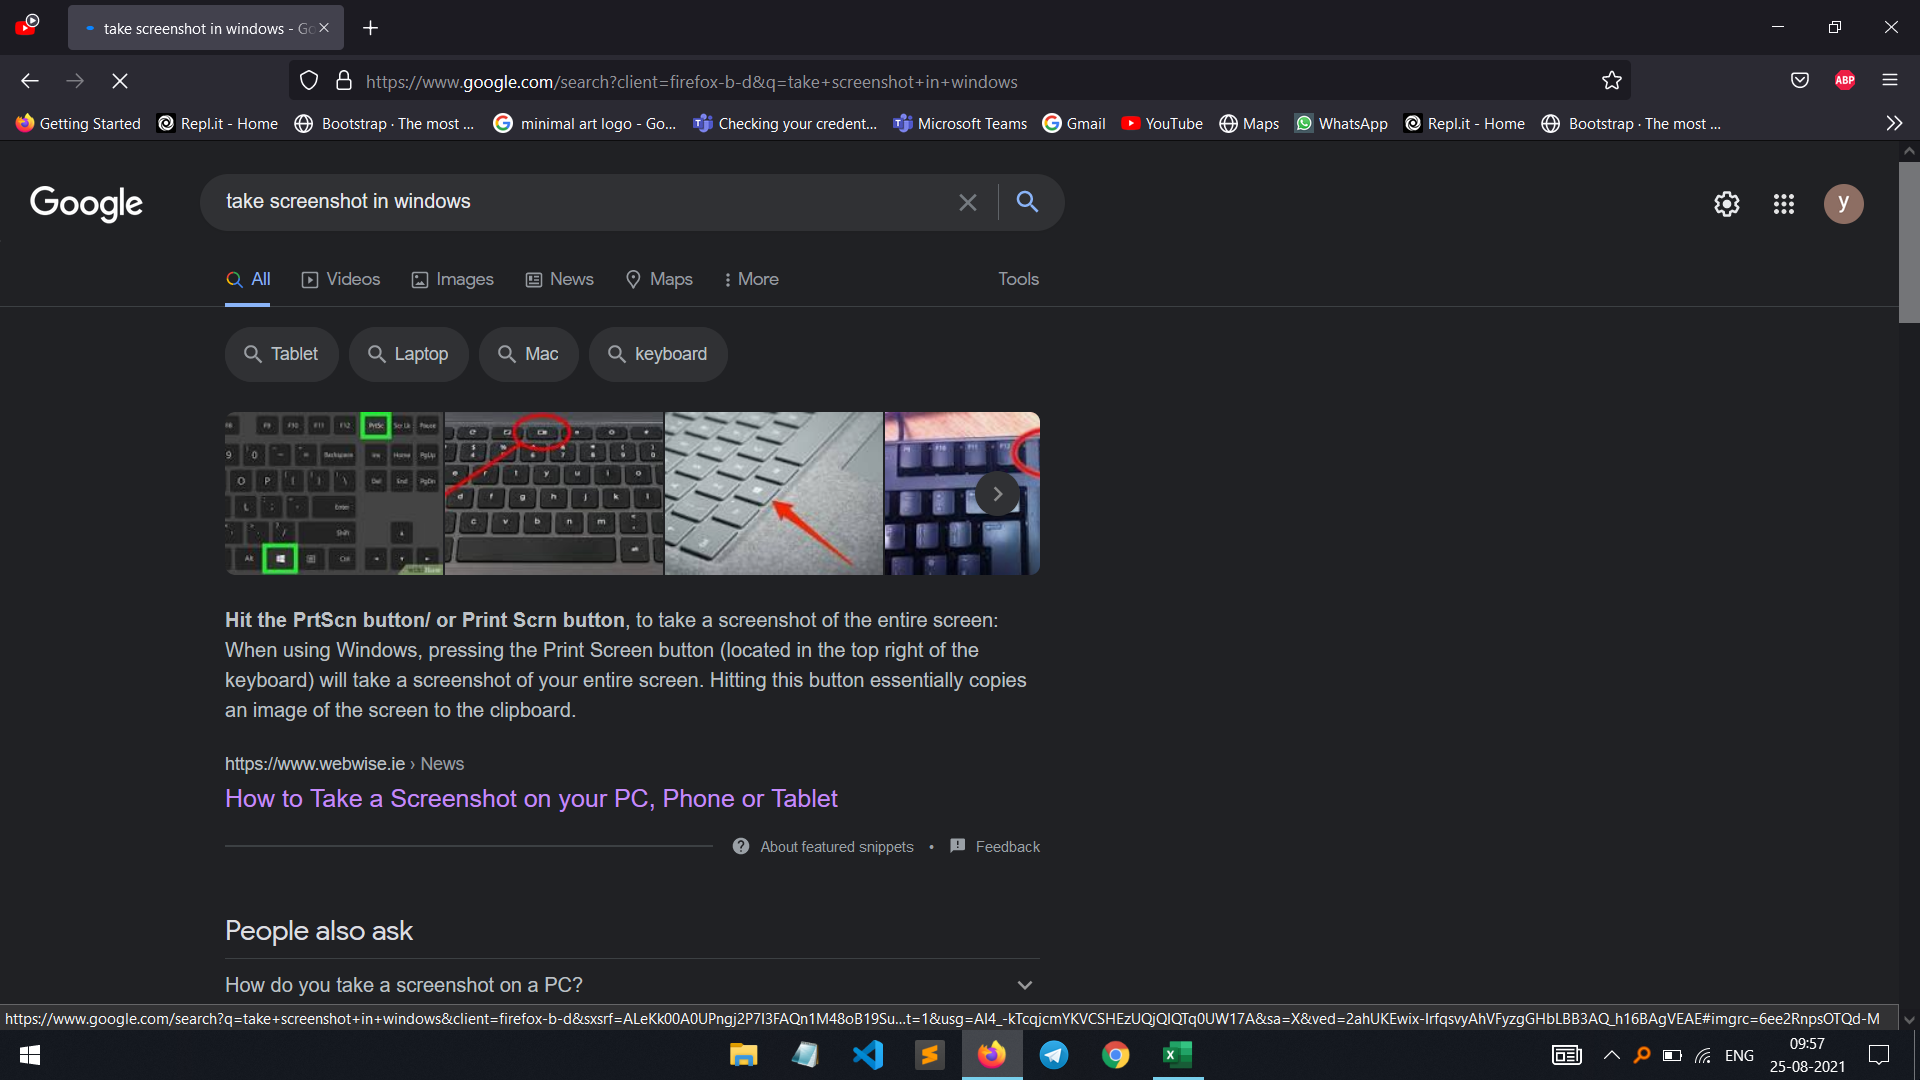 take screenshot in windows - Go
https://www.google.com/search?client=firefox-b-d&q=take+screenshot+in+windows
ABP
Getting Started
Repl.it - Home
Bootstrap · The most ...
minimal art logo - Go...
Checking your credent...
Microsoft Teams
Gmail
YouTube
Maps
WhatsApp
Repl.it - Home
Bootstrap · The most ...
Google
take screenshot in windows
y
All
Videos
Images
News
Maps
More
Tools
Tablet
Laptop
Mac
keyboard
Hit the PrtScn button/ or Print Scrn button, to take a screenshot of the entire screen:
When using Windows, pressing the Print Screen button (located in the top right of the
keyboard) will take a screenshot of your entire screen. Hitting this button essentially copies
an image of the screen to the clipboard.
https://www.webwise.ie › News
How to Take a Screenshot on your PC, Phone or Tablet
About featured snippets • Feedback
People also ask
How do you take a screenshot on a PC?
https://www.google.com/search?q=take+screenshot+in+windows&client=firefox-b-d&sxsrf=ALeKk00A0UPngj2P7I3FAQn1M48oB19Su...t=1&usg=AI4_-kTcqjcmYKVCSHEzUQjQIQTq0UW17A&sa=X&ved=2ahUKEwix-IrfqsvyAhVFyzgGHbLBB3AQ_h16BAgVEAE#imgrc=6ee2RnpsOTQd-M
ENG
09:57
25-08-2021